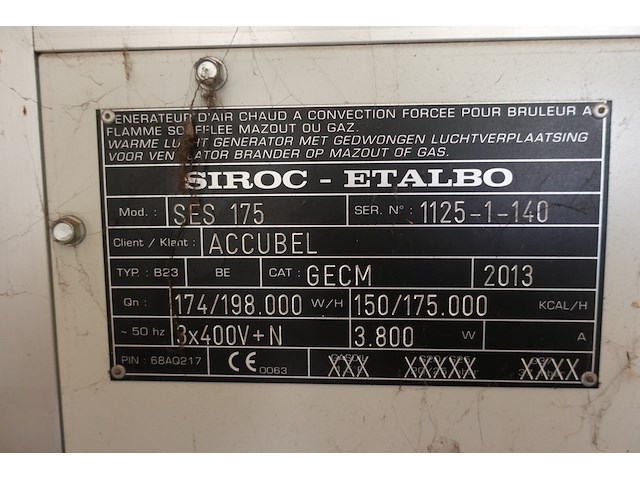 ENERATEUR D'AIR CHAUD A CONVECTION FORCEE POUR BRULEUR A
FLAMME SOUFFLEE MAZOUT OU GAZ.
WARME LUCHT GENERATOR MET GEDWONGEN LUCHTVERPLAATSING
VOOR VENTILATOR BRANDER OP MAZOUT OF GAS.
SIROC - ETALBO
Mod. : SES 175 SER. N° : 1125-1-140
Client / Klant : ACCUBEL
TYP. : B23 BE CAT : GECM 2013
Qn : 174/198.000 W/H 150/175.000 KCAL/H
~ 50 hz 3x400V+N 3.800 W A
PIN : 68AQ217 CE 0063 XXX XXXXX XXXX